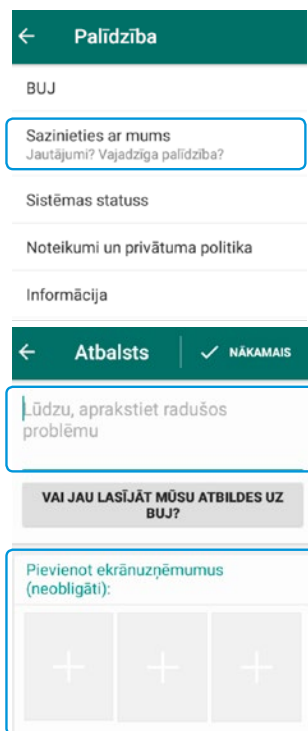 Palīdzība
BUJ
Sazinieties ar mums
Jautājumi? Vajadzīga palīdzība?
Sistēmas statuss
Noteikumi un privātuma politika
Informācija
Atbalsts
NĀKAMAIS
Lūdzu, aprakstiet radušos
problēmu
VAI JAU LASĪJĀT MŪSU ATBILDES UZ
BUJ?
Pievienot ekrānuzņēmumus
(neobligāti):